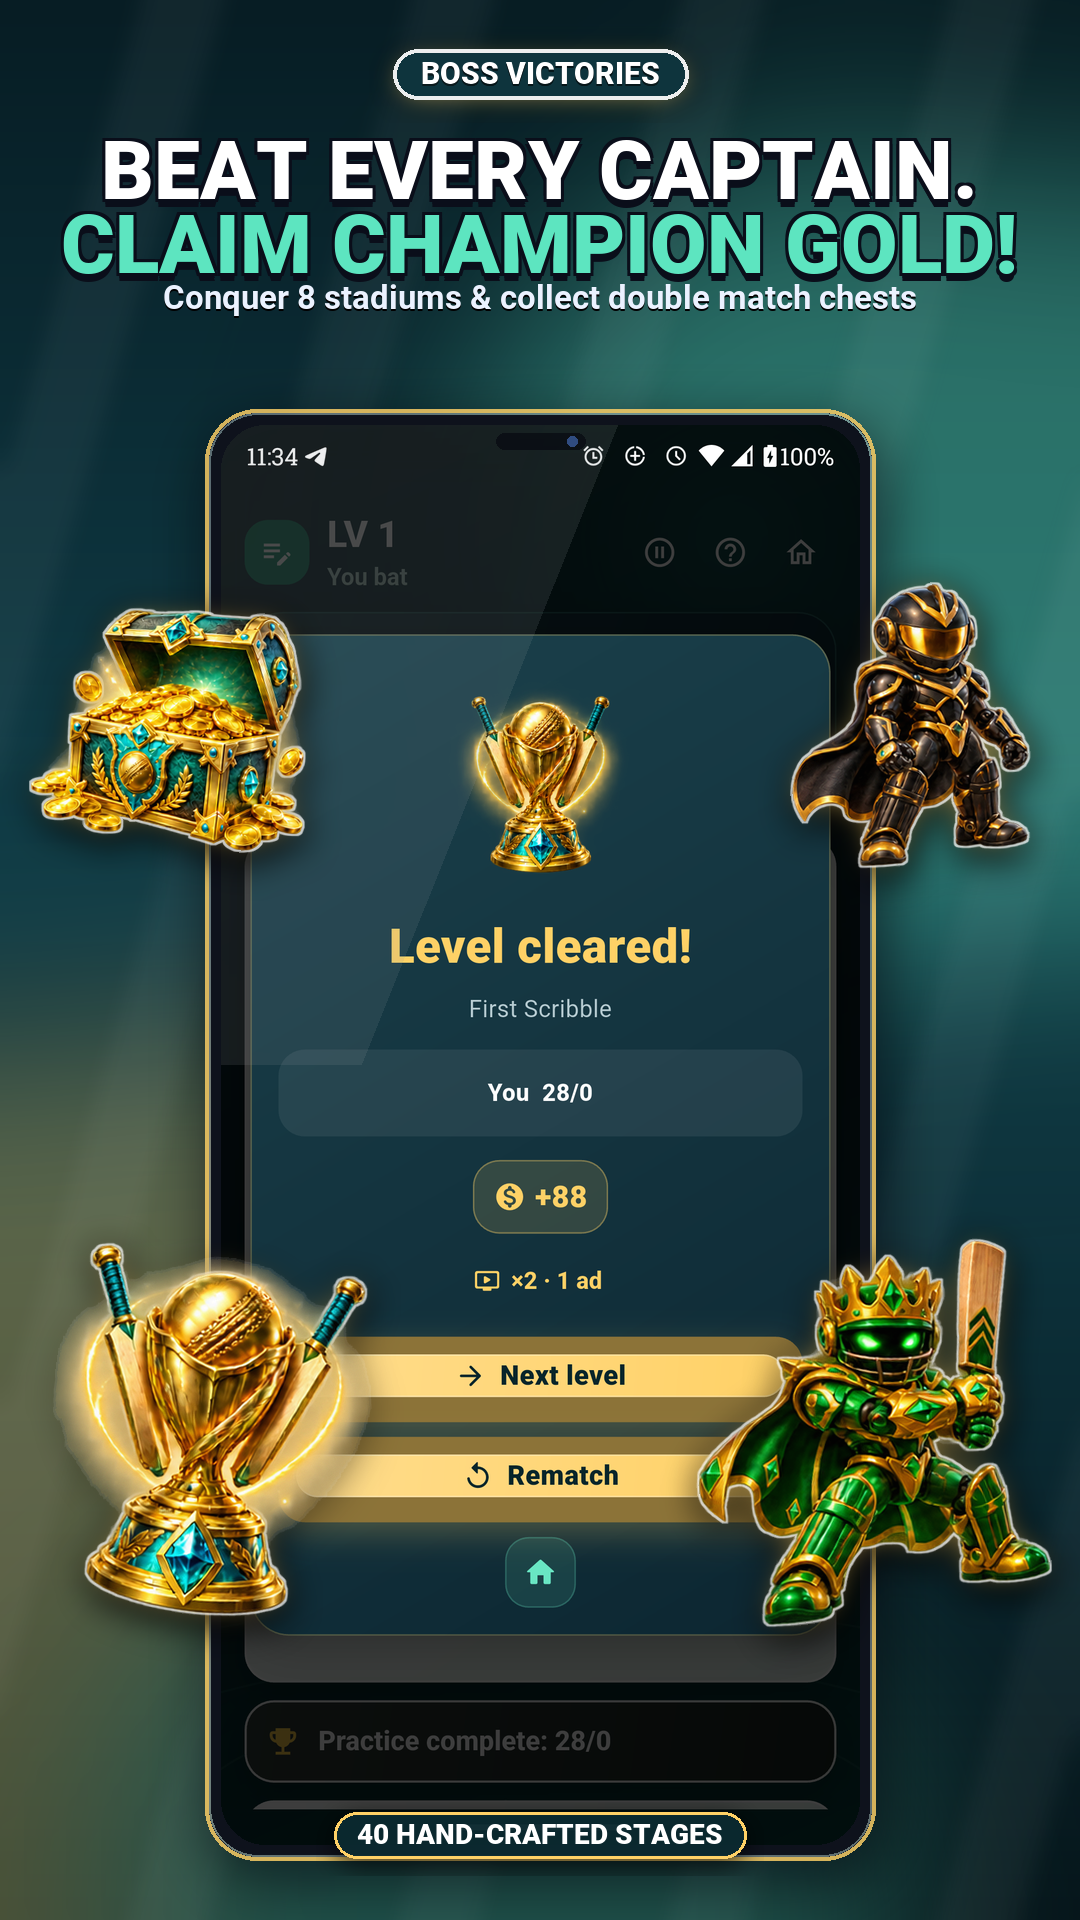 BOSS VICTORIES
BEAT EVERY CAPTAIN.
CLAIM CHAMPION GOLD!
Conquer 8 stadiums & collect double match chests
11:34 100%
LV 1
You bat
Level cleared!
First Scribble
You 28/0
+88
×2 · 1 ad
Next level
Rematch
Practice complete: 28/0
40 HAND-CRAFTED STAGES